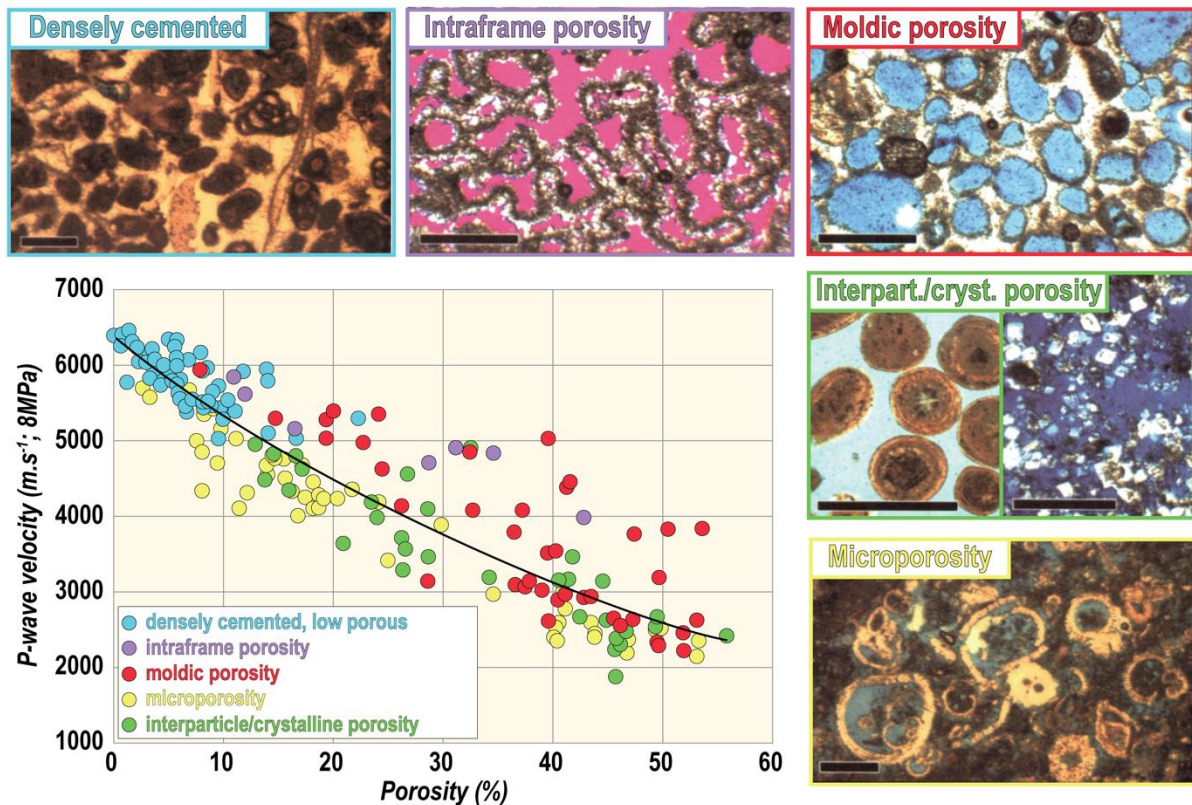 Densely cemented
Intraframe porosity
Moldic porosity
Interpart./cryst. porosity
Microporosity
P-wave velocity (m.s⁻¹; 8MPa)
7000
6000
5000
4000
3000
2000
1000
densely cemented, low porous
intraframe porosity
moldic porosity
microporosity
interparticle/crystalline porosity
0 10 20 30 40 50 60
Porosity (%)